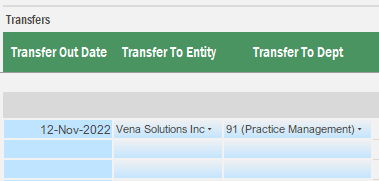 Transfers
Transfer Out Date Transfer To Entity Transfer To Dept
12-Nov-2022 Vena Solutions Inc 91 (Practice Management)